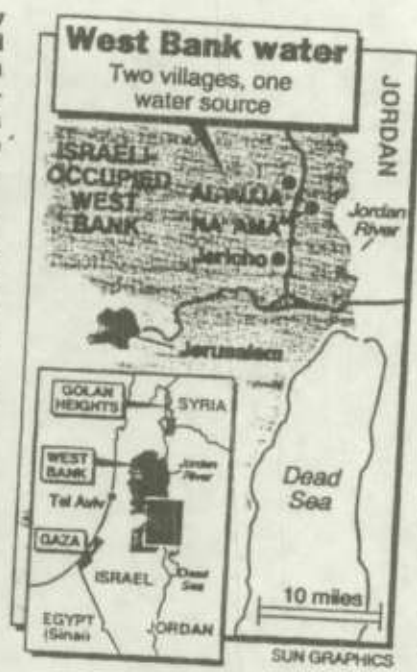 West Bank water
Two villages, one
water source
JORDAN
ISRAELI-
OCCUPIED
WEST
BANK
AL-AUJA
NA'AMA
Jericho
Jordan
River
Jerusalem
GOLAN
HEIGHTS
SYRIA
WEST
BANK
Jordan
River
Tel Aviv
GAZA
ISRAEL
Dead
Sea
EGYPT
(Sinai)
JORDAN
Dead
Sea
10 miles
SUN GRAPHICS